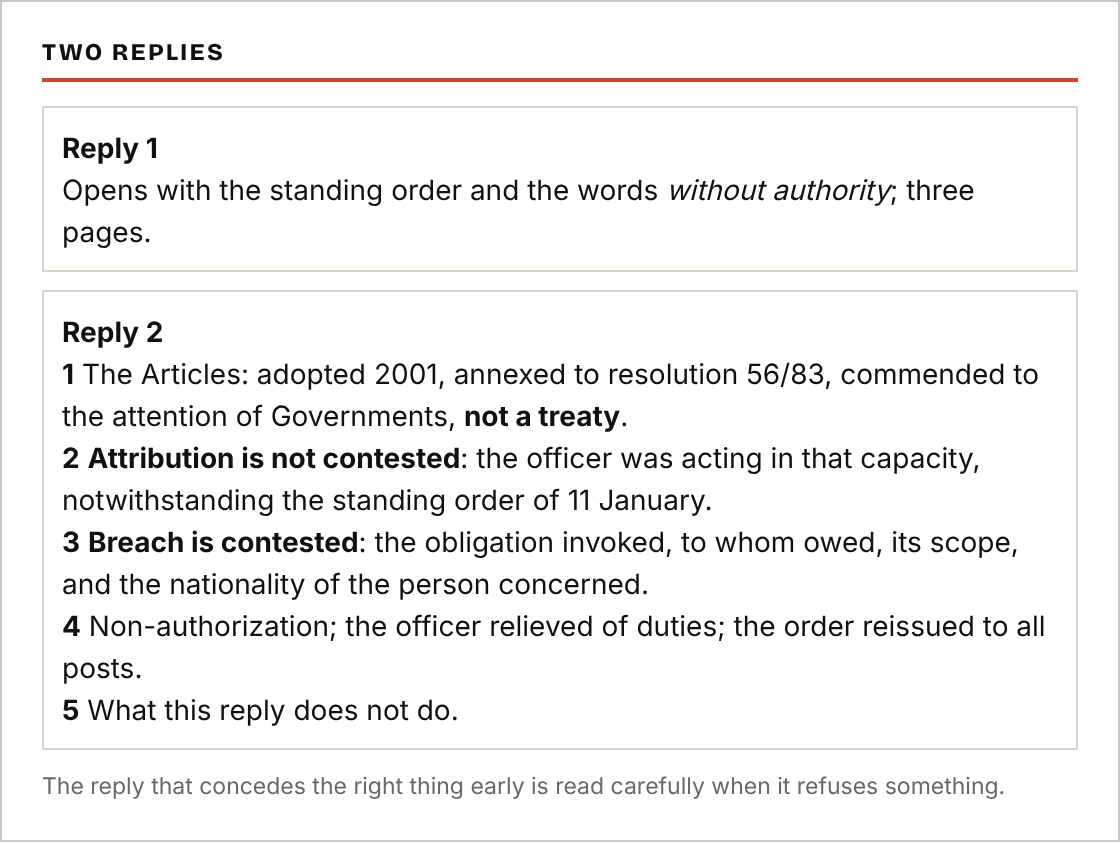 TWO REPLIES
Reply 1
Opens with the standing order and the words without authority; three
pages.
Reply 2
1 The Articles: adopted 2001, annexed to resolution 56/83, commended to
the attention of Governments, not a treaty.
2 Attribution is not contested: the officer was acting in that capacity,
notwithstanding the standing order of 11 January.
3 Breach is contested: the obligation invoked, to whom owed, its scope,
and the nationality of the person concerned.
4 Non-authorization; the officer relieved of duties; the order reissued to all
posts.
5 What this reply does not do.
The reply that concedes the right thing early is read carefully when it refuses something.